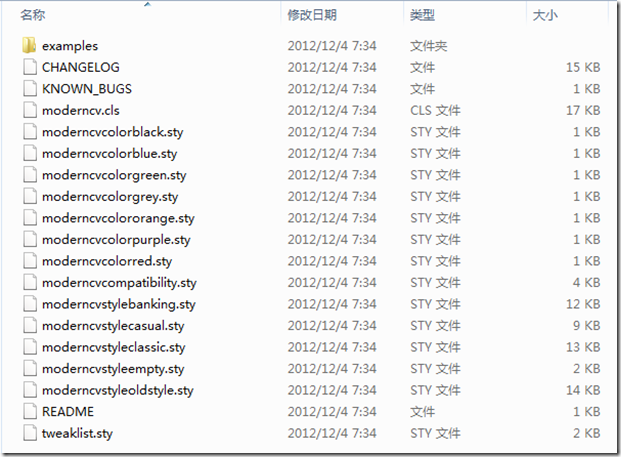 名称 修改日期 类型 大小
examples 2012/12/4 7:34 文件夹
CHANGELOG 2012/12/4 7:34 文件 15 KB
KNOWN_BUGS 2012/12/4 7:34 文件 1 KB
moderncv.cls 2012/12/4 7:34 CLS 文件 17 KB
moderncvcolorblack.sty 2012/12/4 7:34 STY 文件 1 KB
moderncvcolorblue.sty 2012/12/4 7:34 STY 文件 1 KB
moderncvcolorgreen.sty 2012/12/4 7:34 STY 文件 1 KB
moderncvcolorgrey.sty 2012/12/4 7:34 STY 文件 1 KB
moderncvcolororange.sty 2012/12/4 7:34 STY 文件 1 KB
moderncvcolorpurple.sty 2012/12/4 7:34 STY 文件 1 KB
moderncvcolorred.sty 2012/12/4 7:34 STY 文件 1 KB
moderncvcompatibility.sty 2012/12/4 7:34 STY 文件 4 KB
moderncvstylebanking.sty 2012/12/4 7:34 STY 文件 12 KB
moderncvstylecasual.sty 2012/12/4 7:34 STY 文件 9 KB
moderncvstyleclassic.sty 2012/12/4 7:34 STY 文件 13 KB
moderncvstyleempty.sty 2012/12/4 7:34 STY 文件 2 KB
moderncvstyleoldstyle.sty 2012/12/4 7:34 STY 文件 14 KB
README 2012/12/4 7:34 文件 1 KB
tweaklist.sty 2012/12/4 7:34 STY 文件 2 KB